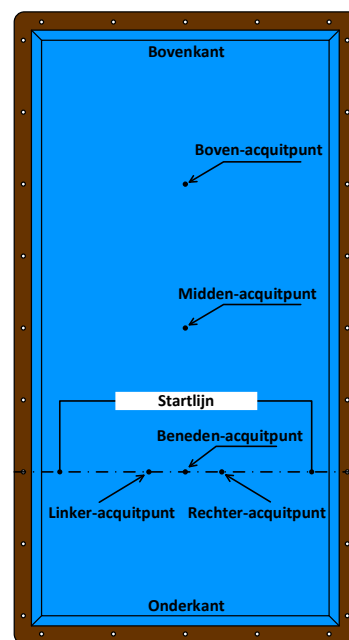 Bovenkant
Boven-acquitpunt
Midden-acquitpunt
Startlijn
Beneden-acquitpunt
Linker-acquitpunt
Rechter-acquitpunt
Onderkant